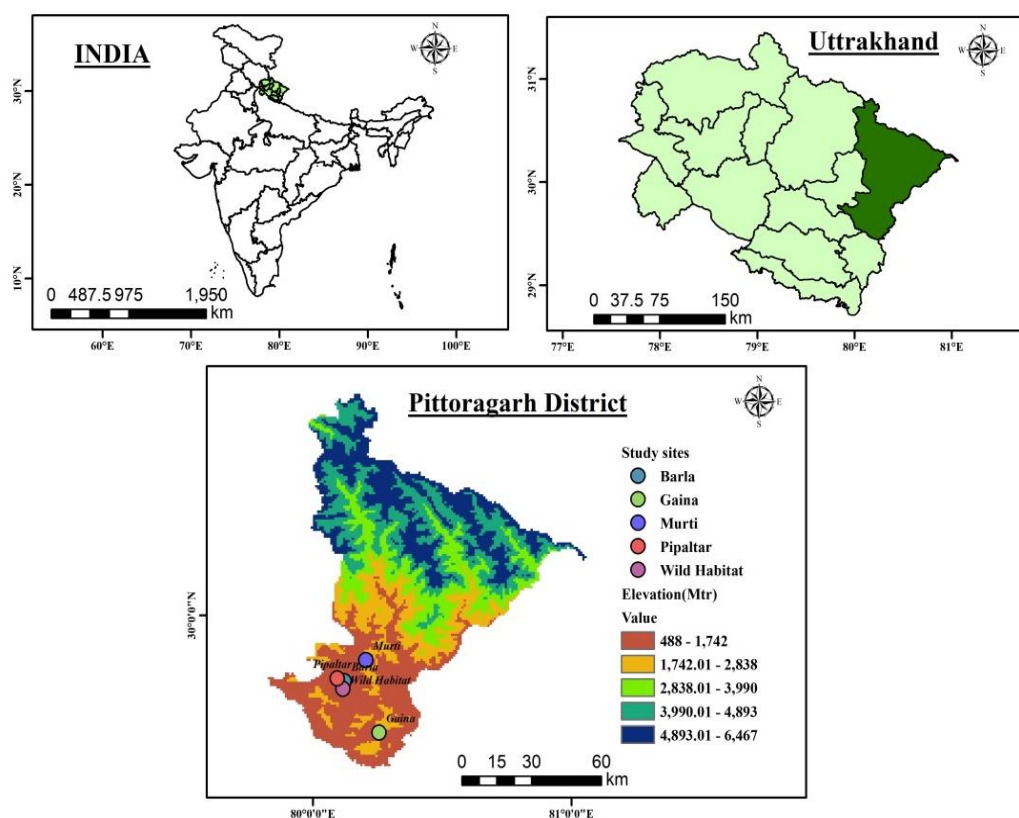 INDIA
N
W E
S
30°N
20°N
10°N
0 487.5 975 1,950
km
60°E 70°E 80°E 90°E 100°E
Uttrakhand
N
W E
S
31°N
30°N
29°N
0 37.5 75 150
km
77°E 78°E 79°E 80°E 81°E
Pittoragarh District
N
W E
S
Study sites
Barla
Gaina
Murti
Pipaltar
Wild Habitat
Elevation(Mtr)
Value
488 - 1,742
1,742.01 - 2,838
2,838.01 - 3,990
3,990.01 - 4,893
4,893.01 - 6,467
30°0'0"N
Murti
Pipaltar Barla
Wild Habitat
Gaina
0 15 30 60
km
80°0'0"E 81°0'0"E